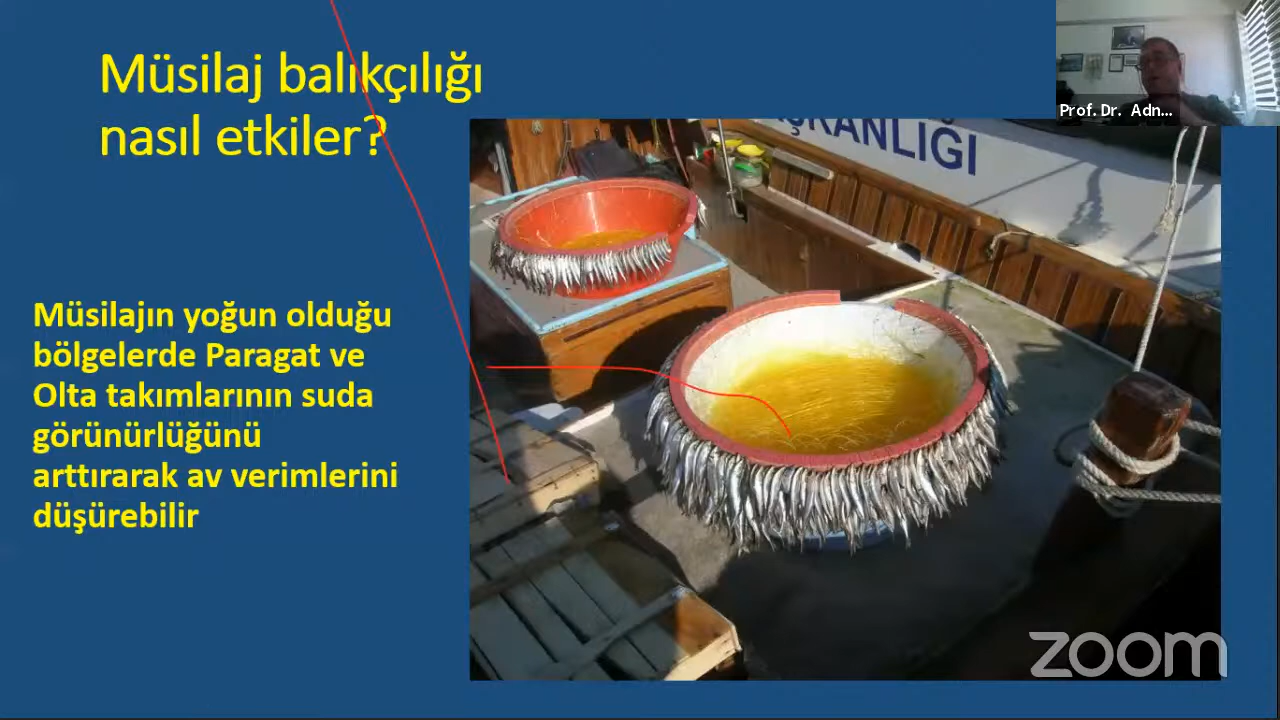 Müsilaj balıkçılığı
nasıl etkiler?
Prof. Dr. Adn...
Müsilajın yoğun olduğu
bölgelerde Paragat ve
Olta takımlarının suda
görünürlüğünü
arttırarak av verimlerini
düşürebilir
zoom